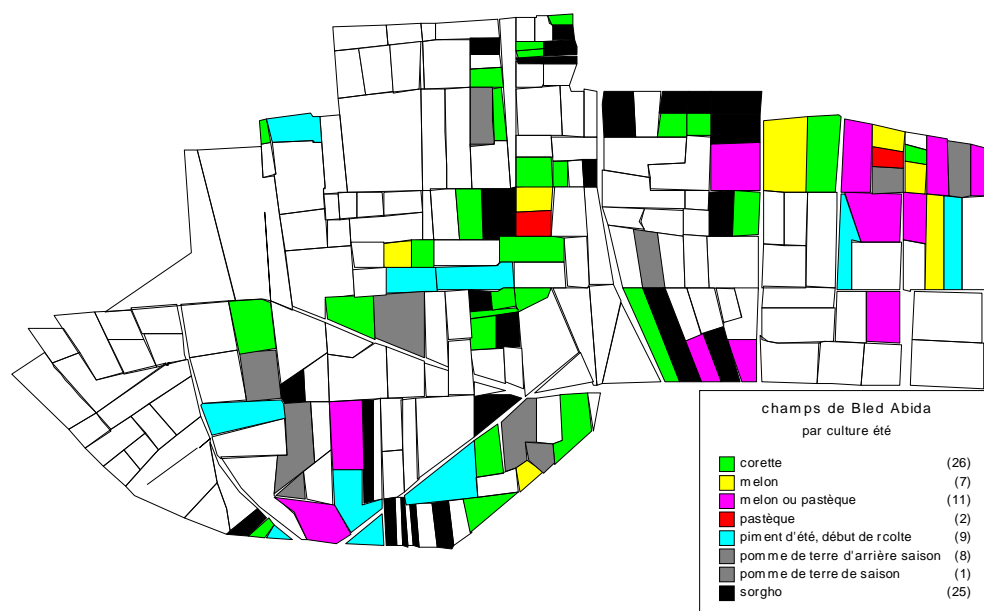 champs de Bled Abida
par culture été
corette (26)
melon (7)
melon ou pastèque (11)
pastèque (2)
piment d'été, début de rcolte (9)
pomme de terre d'arrière saison (8)
pomme de terre de saison (1)
sorgho (25)